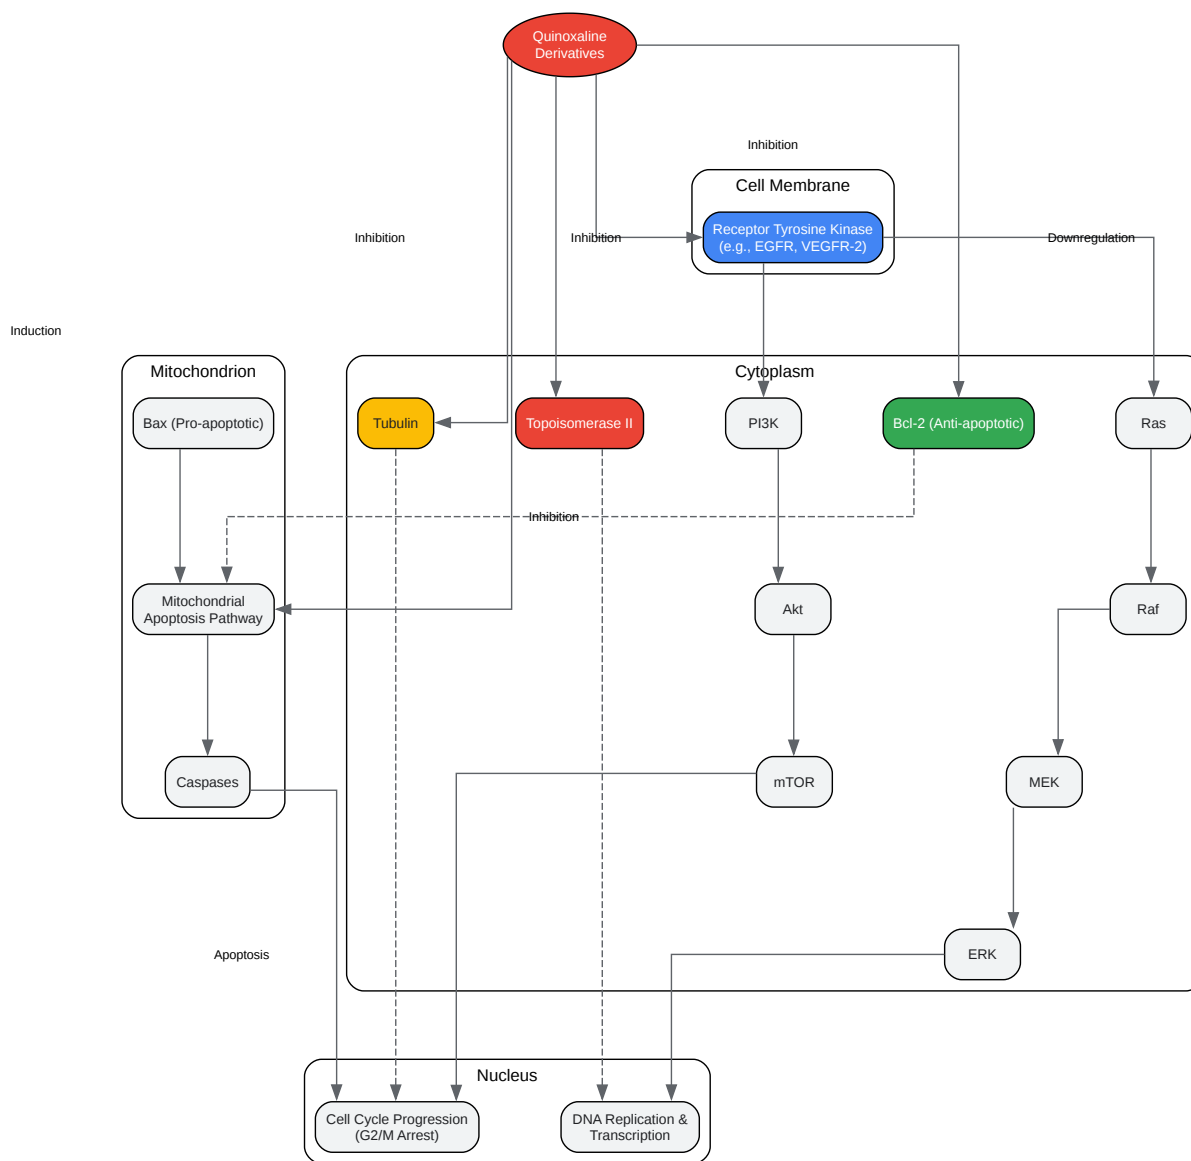 Quinoxaline
Derivatives
Inhibition
Cell Membrane
Receptor Tyrosine Kinase
(e.g., EGFR, VEGFR-2)
Inhibition
Inhibition
Downregulation
Induction
Mitochondrion
Cytoplasm
Bax (Pro-apoptotic)
Tubulin
Topoisomerase II
PI3K
Bcl-2 (Anti-apoptotic)
Ras
Inhibition
Mitochondrial
Apoptosis Pathway
Akt
Raf
Caspases
mTOR
MEK
Apoptosis
ERK
Nucleus
Cell Cycle Progression
(G2/M Arrest)
DNA Replication &
Transcription